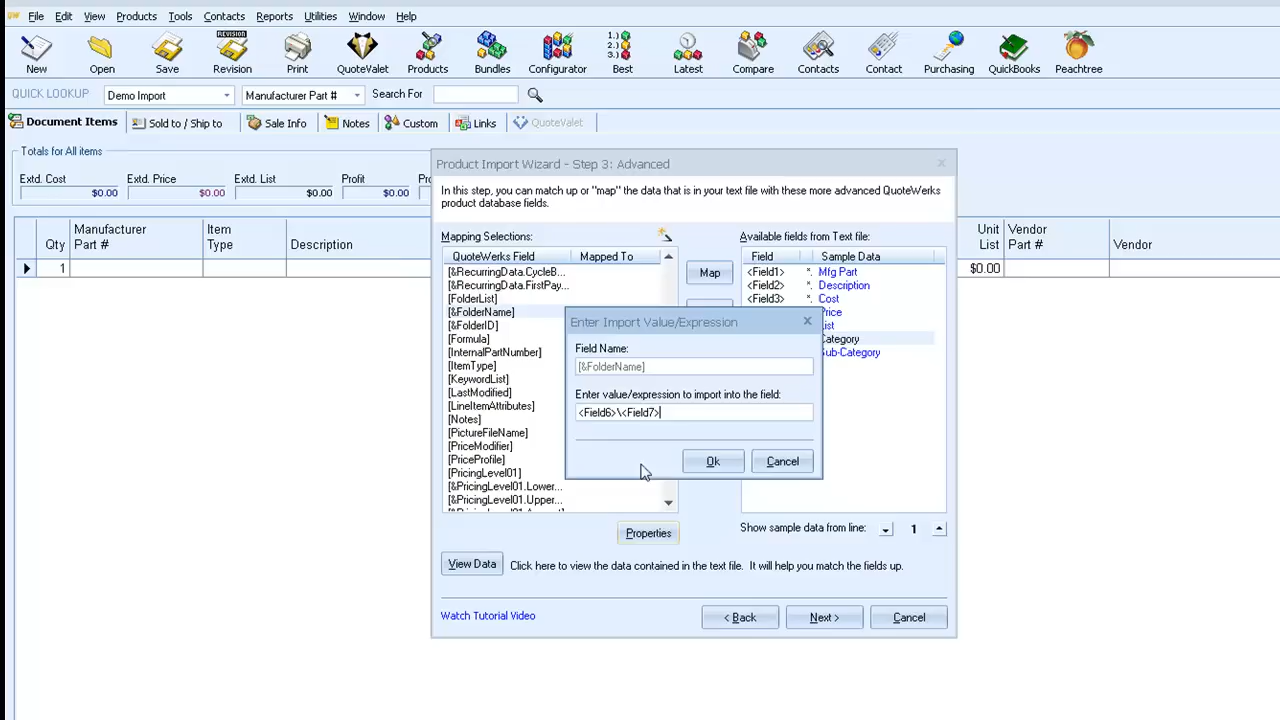 File Edit View Products Tools Contacts Reports Utilities Window Help
New Open Save Revision Print QuoteValet Products Bundles Configurator Best Latest Compare Contacts Contact Purchasing QuickBooks Peachtree
REVISION
1.)
2.)
3.)
QUICK LOOKUP Demo Import Manufacturer Part # Search For
Document Items Sold to / Ship to Sale Info Notes Custom Links QuoteValet
Totals for All items
Extd. Cost Extd. Price Extd. List Profit
$0.00 $0.00 $0.00 $0.00
Qty Manufacturer Part # Item Type Description Unit List Vendor Part # Vendor
1 $0.00
Product Import Wizard - Step 3: Advanced
In this step, you can match up or "map" the data that is in your text file with these more advanced QuoteWerks
product database fields.
Mapping Selections:
QuoteWerks Field Mapped To
[&RecurringData.CycleB...
[&RecurringData.FirstPay...
[FolderList]
[&FolderName]
[&FolderID]
[Formula]
[InternalPartNumber]
[ItemType]
[KeywordList]
[LastModified]
[LineItemAttributes]
[Notes]
[PictureFileName]
[PriceModifier]
[PriceProfile]
[PricingLevel01]
[&PricingLevel01.Lower...
[&PricingLevel01.Upper...
Map
Available fields from Text file:
Field Sample Data
<Field1> Mfg Part
<Field2> Description
<Field3> Cost
Price
List
Category
Sub-Category
Enter Import Value/Expression
Field Name:
[&FolderName]
Enter value/expression to import into the field:
<Field6>\<Field7>
Ok Cancel
Properties
Show sample data from line: 1
View Data Click here to view the data contained in the text file. It will help you match the fields up.
Watch Tutorial Video
< Back Next > Cancel